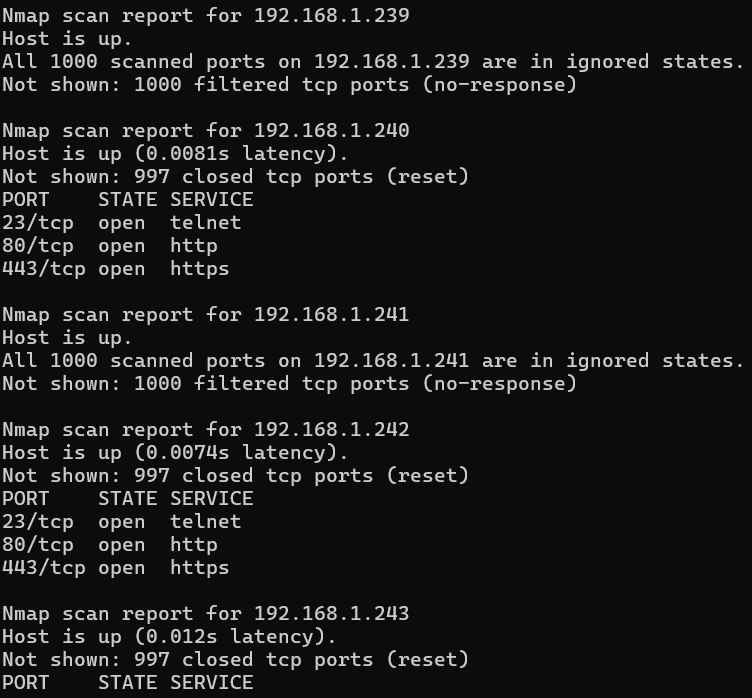 Nmap scan report for 192.168.1.239
Host is up.
All 1000 scanned ports on 192.168.1.239 are in ignored states.
Not shown: 1000 filtered tcp ports (no-response)
Nmap scan report for 192.168.1.240
Host is up (0.0081s latency).
Not shown: 997 closed tcp ports (reset)
PORT    STATE SERVICE
23/tcp  open  telnet
80/tcp  open  http
443/tcp open  https
Nmap scan report for 192.168.1.241
Host is up.
All 1000 scanned ports on 192.168.1.241 are in ignored states.
Not shown: 1000 filtered tcp ports (no-response)
Nmap scan report for 192.168.1.242
Host is up (0.0074s latency).
Not shown: 997 closed tcp ports (reset)
PORT    STATE SERVICE
23/tcp  open  telnet
80/tcp  open  http
443/tcp open  https
Nmap scan report for 192.168.1.243
Host is up (0.012s latency).
Not shown: 997 closed tcp ports (reset)
PORT    STATE SERVICE